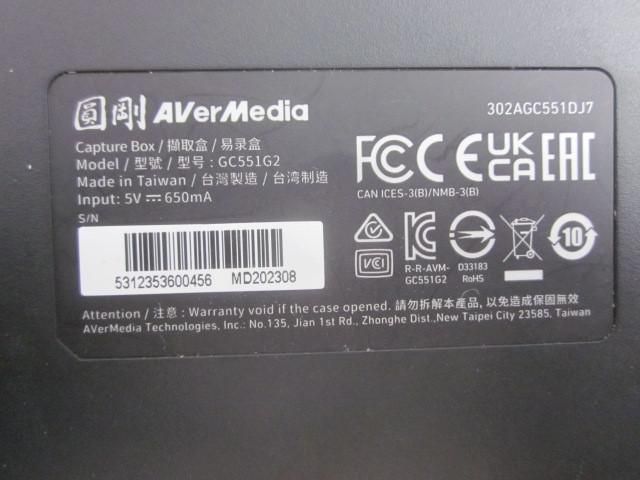 圓剛 AVerMedia
302AGC551DJ7
Capture Box / 擷取盒 / 易录盒
Model / 型號 / 型号 : GC551G2
Made in Taiwan / 台灣製造 / 台湾制造
Input: 5V ⎓ 650mA
S/N
FC CE UKCA EAC
CAN ICES-3(B)/NMB-3(B)
5312353600456 MD202308
VCI
R-R-AVM-
GC551G2
D33183
RoHS
10
Attention / 注意 : Warranty void if the case opened. 請勿拆解本產品, 以免造成保固無效
AVerMedia Technologies, Inc.: No.135, Jian 1st Rd., Zhonghe Dist.,New Taipei City 23585, Taiwan